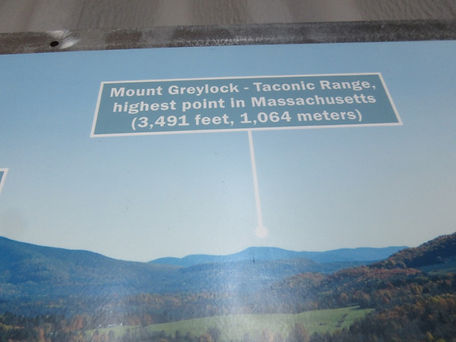 Mount Greylock - Taconic Range,
highest point in Massachusetts
(3,491 feet, 1,064 meters)